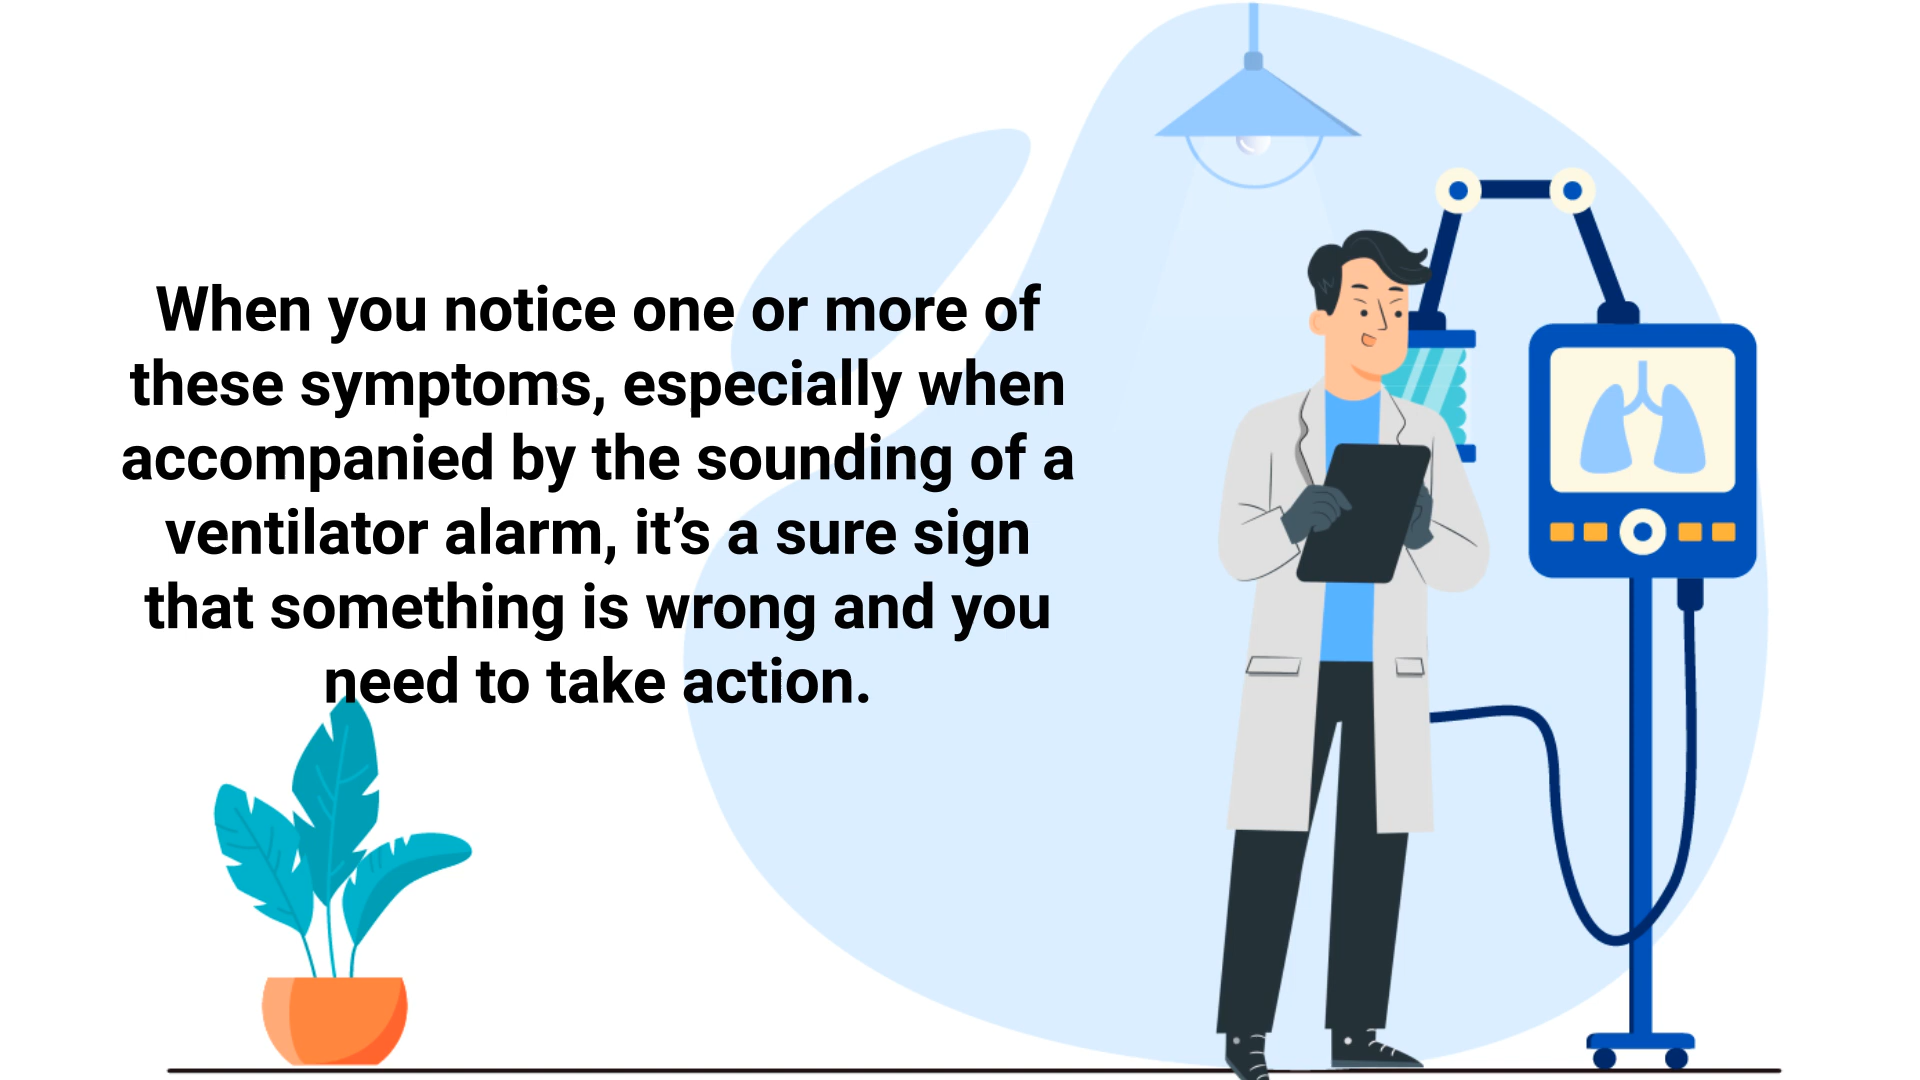 When you notice one or more of
these symptoms, especially when
accompanied by the sounding of a
ventilator alarm, it’s a sure sign
that something is wrong and you
need to take action.